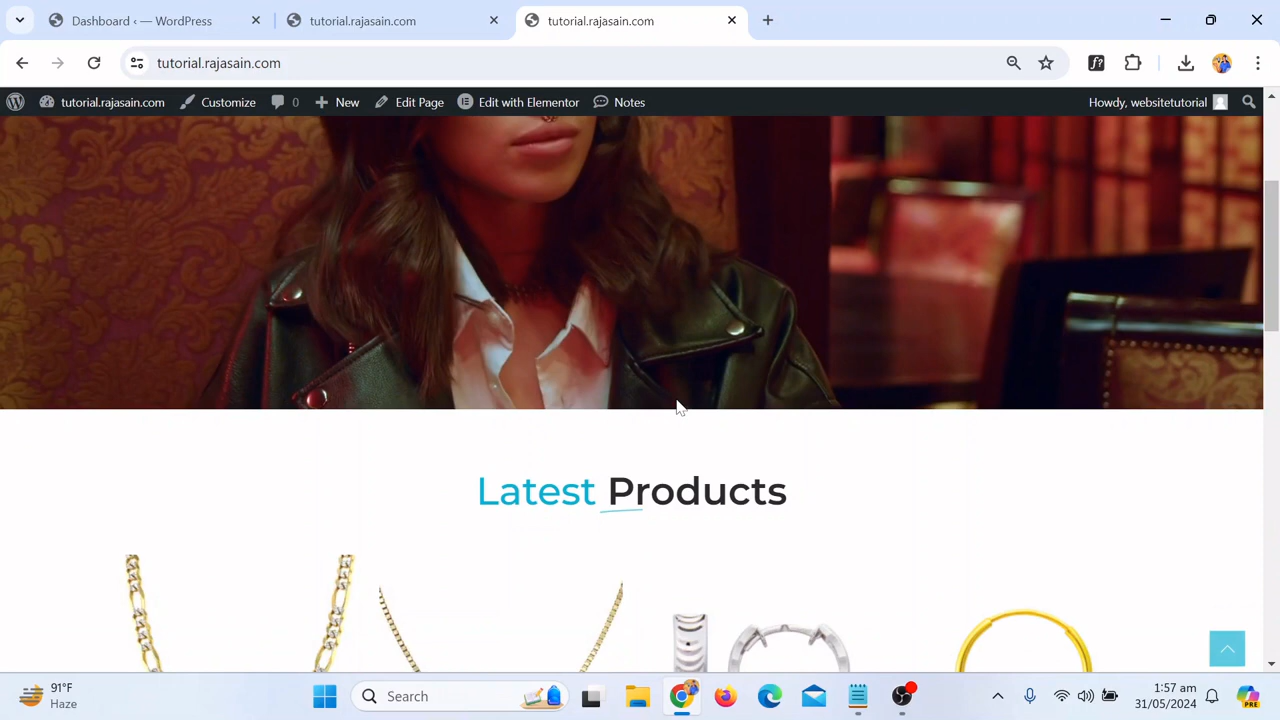 Dashboard ‹ — WordPress
tutorial.rajasain.com
tutorial.rajasain.com
tutorial.rajasain.com
tutorial.rajasain.com
Customize
0
New
Edit Page
Edit with Elementor
Notes
Howdy, websitetutorial
Latest Products
91°F
Haze
Search
PRE
1:57 am
31/05/2024